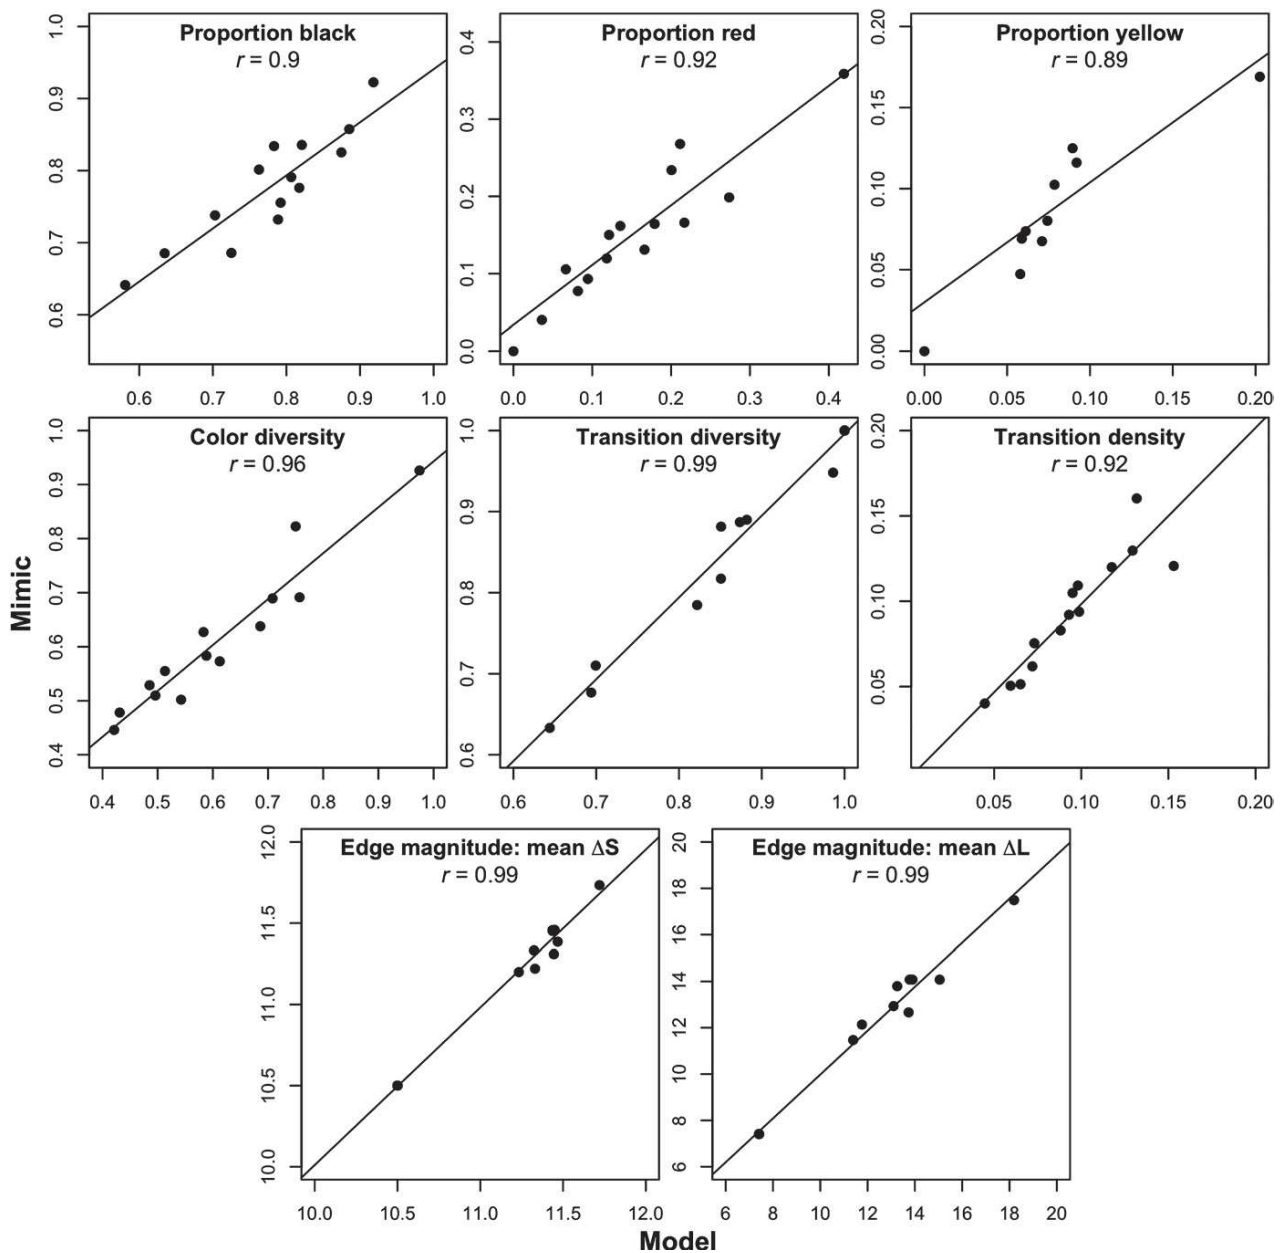 Proportion black
r = 0.9
1.0
0.9
0.8
0.7
0.6
0.6 0.7 0.8 0.9 1.0
Proportion red
r = 0.92
0.4
0.3
0.2
0.1
0.0
0.0 0.1 0.2 0.3 0.4
Proportion yellow
r = 0.89
0.20
0.15
0.10
0.05
0.00
0.00 0.05 0.10 0.15 0.20
Mimic
Color diversity
r = 0.96
1.0
0.9
0.8
0.7
0.6
0.5
0.4
0.4 0.5 0.6 0.7 0.8 0.9 1.0
Transition diversity
r = 0.99
1.0
0.9
0.8
0.7
0.6
0.6 0.7 0.8 0.9 1.0
Transition density
r = 0.92
0.20
0.15
0.10
0.05
0.05 0.10 0.15 0.20
Edge magnitude: mean ΔS
r = 0.99
12.0
11.5
11.0
10.5
10.0
10.0 10.5 11.0 11.5 12.0
Edge magnitude: mean ΔL
r = 0.99
20
18
16
14
12
10
8
6
6 8 10 12 14 16 18 20
Model